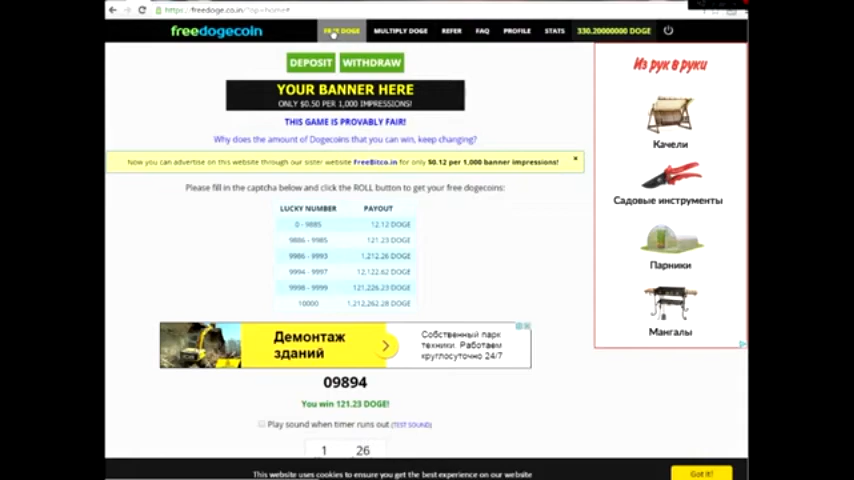 https://freedoge.co.in/?op=home#
freedogecoin
FREE DOGE MULTIPLY DOGE REFER FAQ PROFILE STATS 330.20000000 DOGE
DEPOSIT WITHDRAW
YOUR BANNER HERE
ONLY $0.50 PER 1,000 IMPRESSIONS!
THIS GAME IS PROVABLY FAIR!
Why does the amount of Dogecoins that you can win, keep changing?
Now you can advertise on this website through our sister website FreeBitco.in for only $0.12 per 1,000 banner impressions! ×
Please fill in the captcha below and click the ROLL button to get your free dogecoins:
LUCKY NUMBER PAYOUT
0 - 9885 12.12 DOGE
9886 - 9985 121.23 DOGE
9986 - 9993 1,212.26 DOGE
9994 - 9997 12,122.62 DOGE
9998 - 9999 121,226.23 DOGE
10000 1,212,262.28 DOGE
Демонтаж
зданий
Собственный парк
техники. Работаем
круглосуточно 24/7
09894
You win 121.23 DOGE!
Play sound when timer runs out (TEST SOUND)
1 26
This website uses cookies to ensure you get the best experience on our website
Got it!
Из рук в руки
Качели
Садовые инструменты
Парники
Мангалы